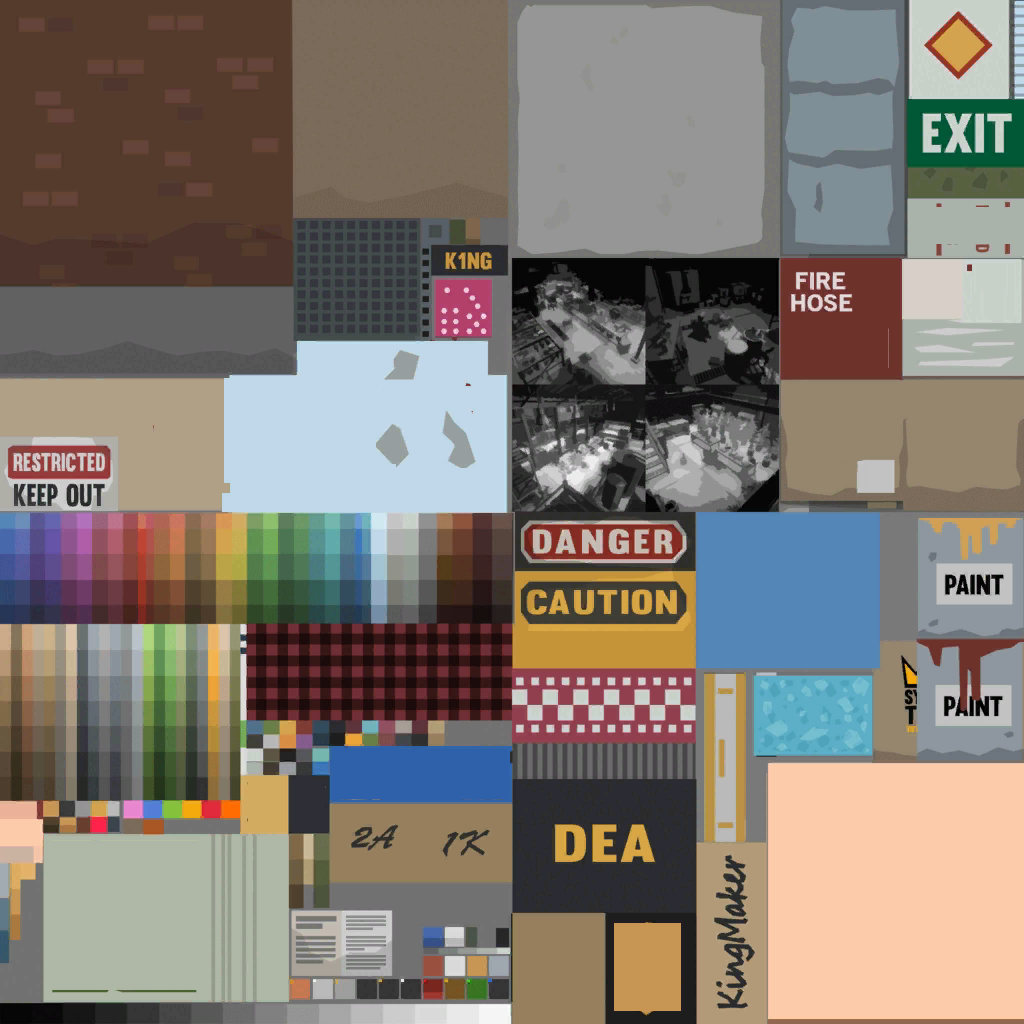 EXIT
K1NG
FIRE
HOSE
RESTRICTED
KEEP OUT
DANGER
CAUTION
PAINT
PAINT
2A 1K
DEA
KingMaker